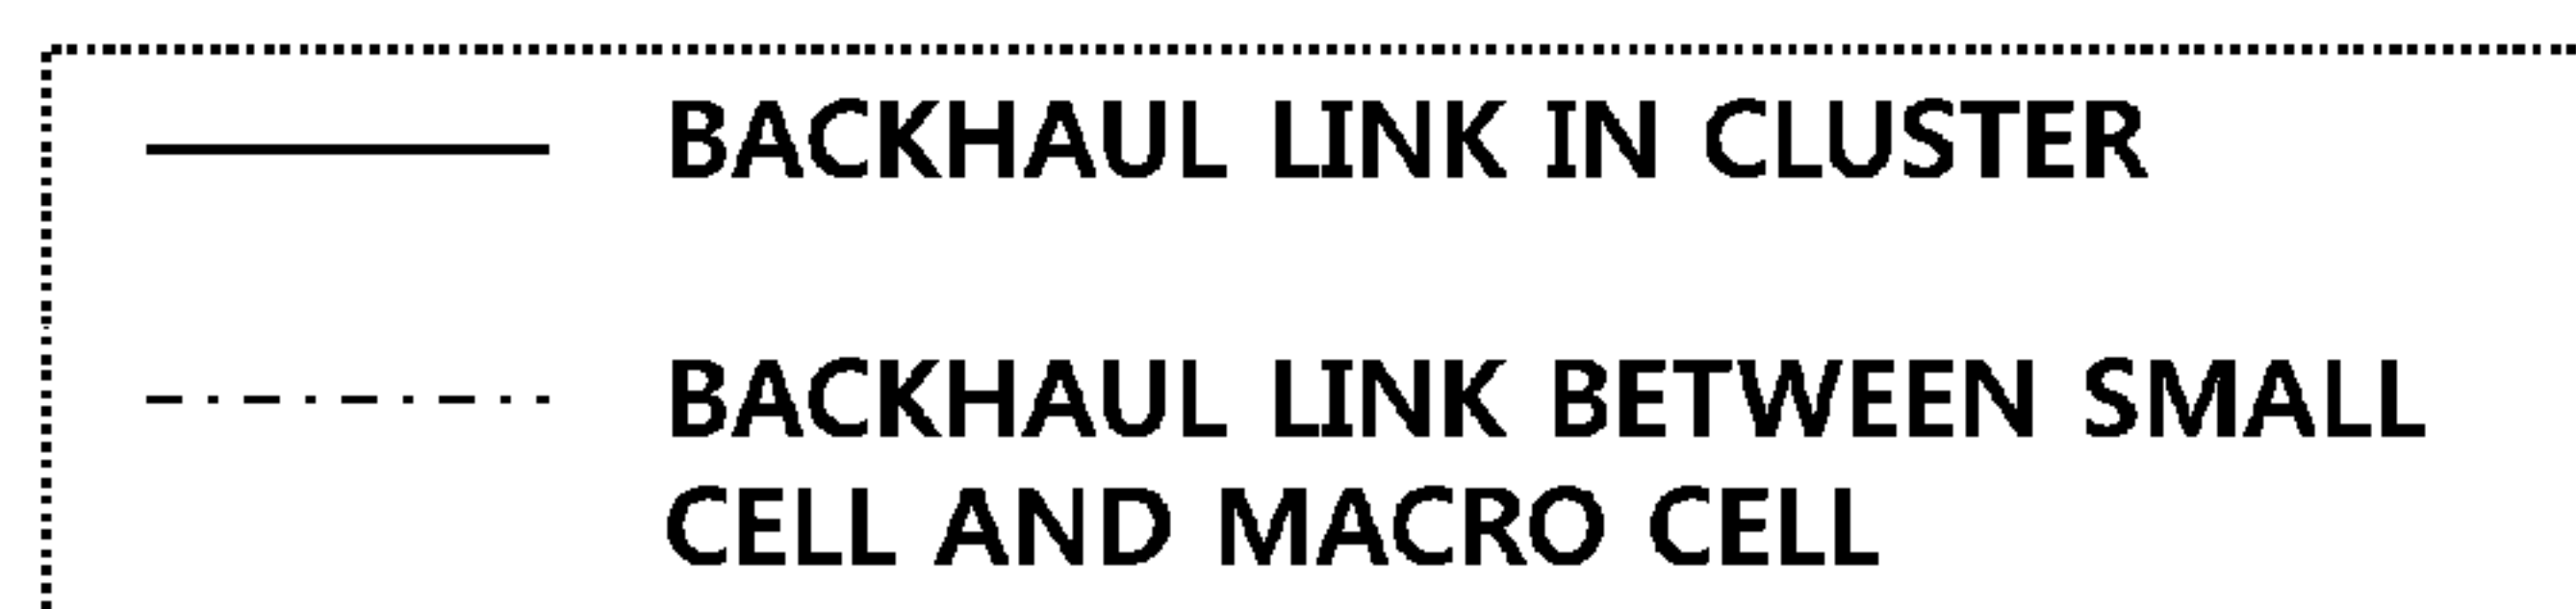 BACKHAUL LINK IN CLUSTER
BACKHAUL LINK BETWEEN SMALL
CELL AND MACRO CELL